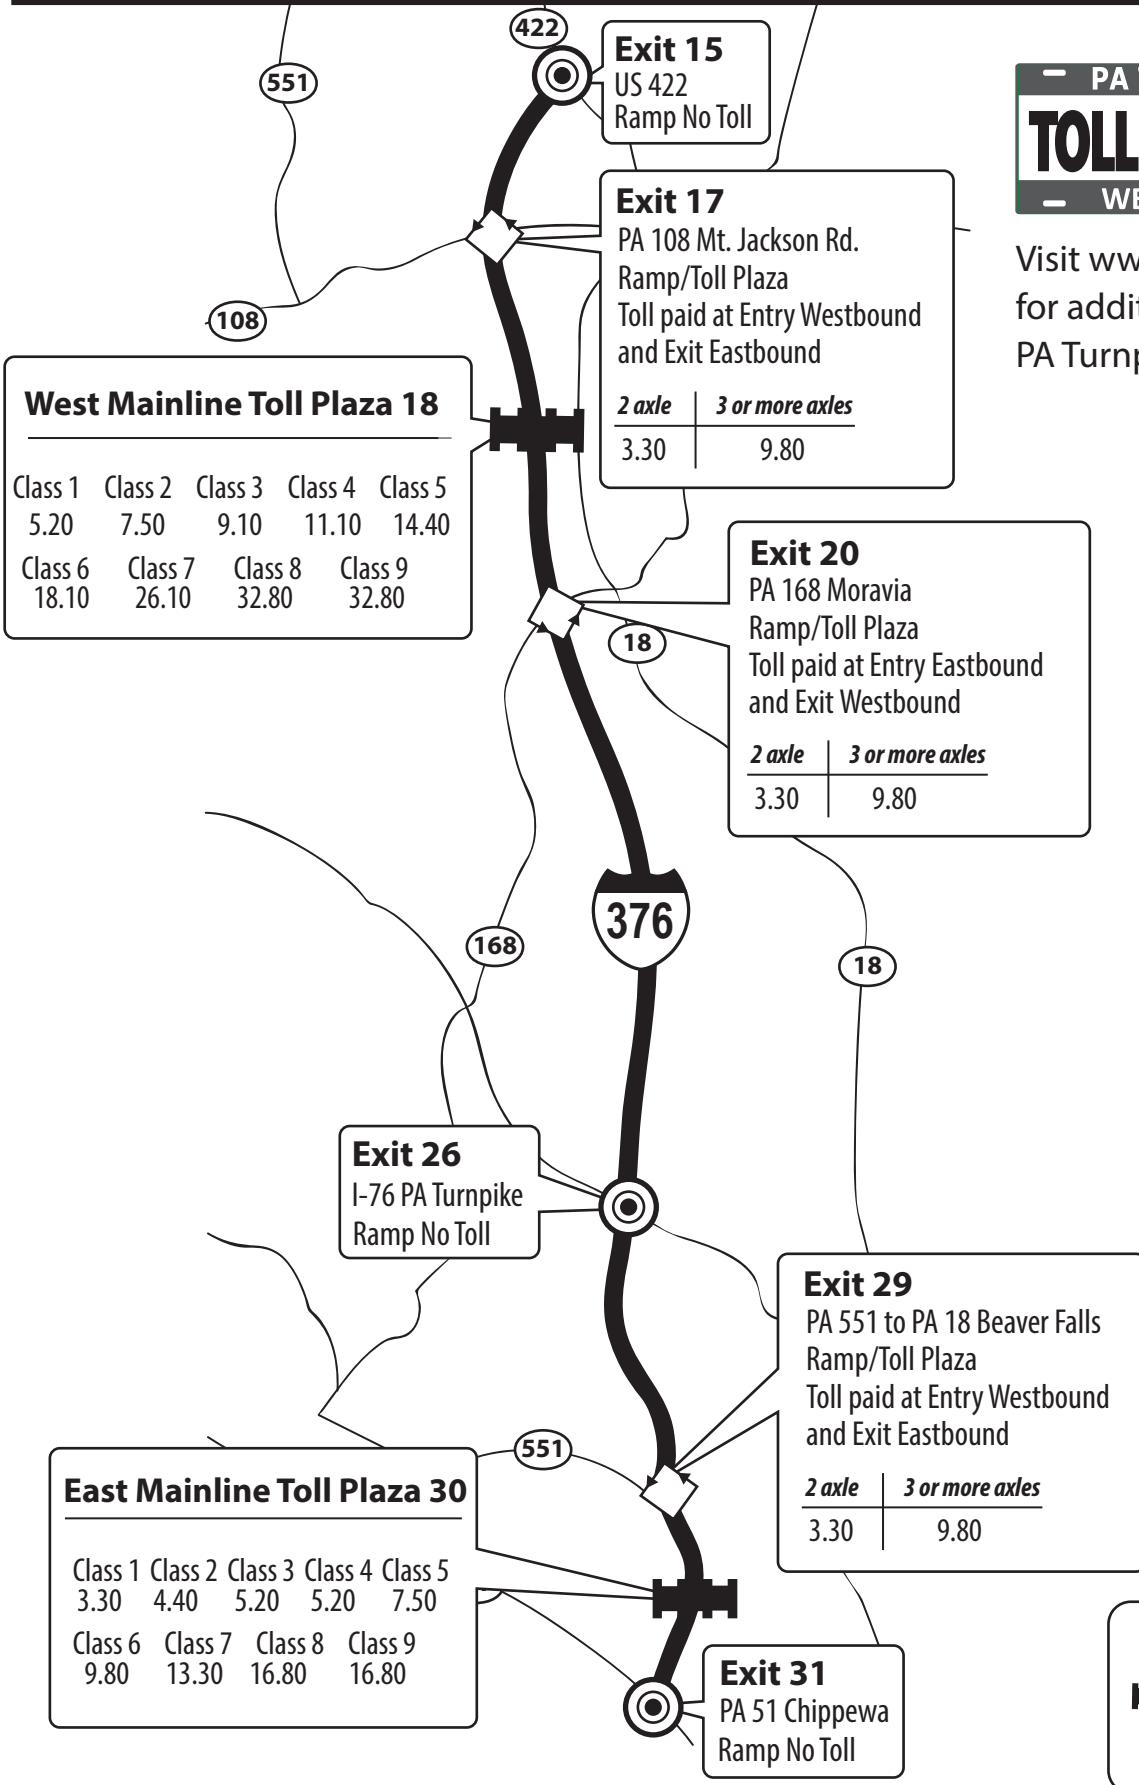 422
Exit 15
US 422
Ramp No Toll
551
PA
TOLL
Exit 17
PA 108 Mt. Jackson Rd.
Ramp/Toll Plaza
Toll paid at Entry Westbound
and Exit Eastbound
2 axle 3 or more axles
3.30 9.80
Visit
for
PA
108
West Mainline Toll Plaza 18
Class 1 Class 2 Class 3 Class 4 Class 5
5.20 7.50 9.10 11.10 14.40
Class 6 Class 7 Class 8 Class 9
18.10 26.10 32.80 32.80
Exit 20
PA 168 Moravia
Ramp/Toll Plaza
Toll paid at Entry Eastbound
and Exit Westbound
2 axle 3 or more axles
3.30 9.80
18
376
168
18
Exit 26
I-76 PA Turnpike
Ramp No Toll
Exit 29
PA 551 to PA 18 Beaver Falls
Ramp/Toll Plaza
Toll paid at Entry Westbound
and Exit Eastbound
2 axle 3 or more axles
3.30 9.80
551
East Mainline Toll Plaza 30
Class 1 Class 2 Class 3 Class 4 Class 5
3.30 4.40 5.20 5.20 7.50
Class 6 Class 7 Class 8 Class 9
9.80 13.30 16.80 16.80
Exit 31
PA 51 Chippewa
Ramp No Toll